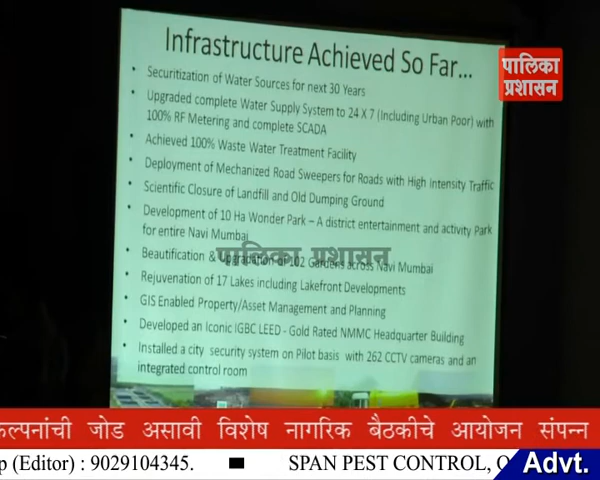 Infrastructure Achieved So Far...
पालिका
प्रशासन
• Securitization of Water Sources for next 30 Years
• Upgraded complete Water Supply System to 24 X 7 (Including Urban Poor) with
100% RF Metering and complete SCADA
• Achieved 100% Waste Water Treatment Facility
• Deployment of Mechanized Road Sweepers for Roads with High Intensity Traffic
• Scientific Closure of Landfill and Old Dumping Ground
• Development of 10 Ha Wonder Park – A district entertainment and activity Park
for entire Navi Mumbai
पालिका प्रशासन
• Beautification & Upgradation of 102 Gardens across Navi Mumbai
• Rejuvenation of 17 Lakes including Lakefront Developments
• GIS Enabled Property/Asset Management and Planning
• Developed an Iconic IGBC LEED - Gold Rated NMMC Headquarter Building
• Installed a city security system on Pilot basis with 262 CCTV cameras and an
integrated control room
जोड असावी विशेष नागरिक बैठकीचे आयोजन संपन्न
(Editor) : 9029104345. ■ SPAN PEST CONTROL,
Advt.